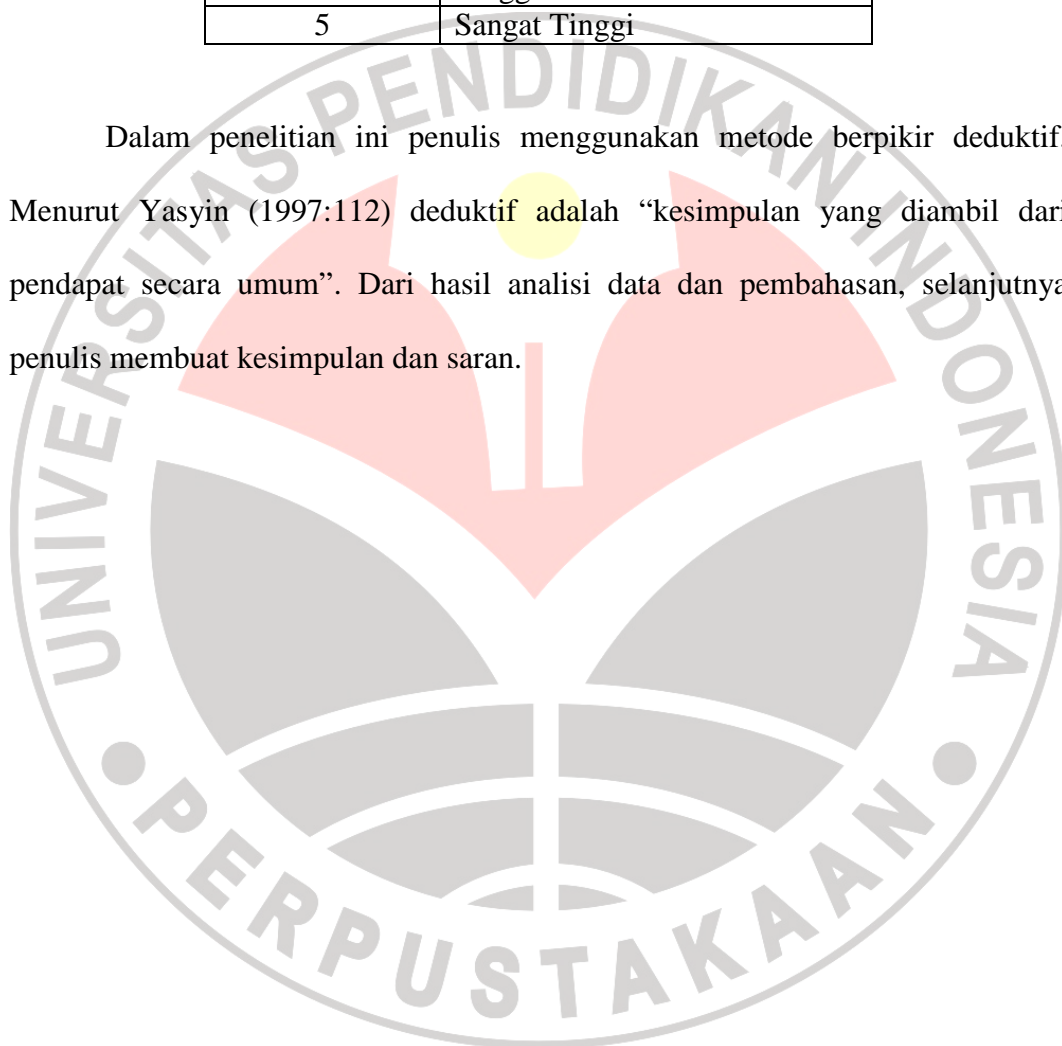 5 Sangat Tinggi
Dalam penelitian ini penulis menggunakan metode berpikir deduktif.
Menurut Yasyin (1997:112) deduktif adalah “kesimpulan yang diambil dari
pendapat secara umum”. Dari hasil analisi data dan pembahasan, selanjutnya
penulis membuat kesimpulan dan saran.
UNIVERSITAS PENDIDIKAN INDONESIA
PERPUSTAKAAN